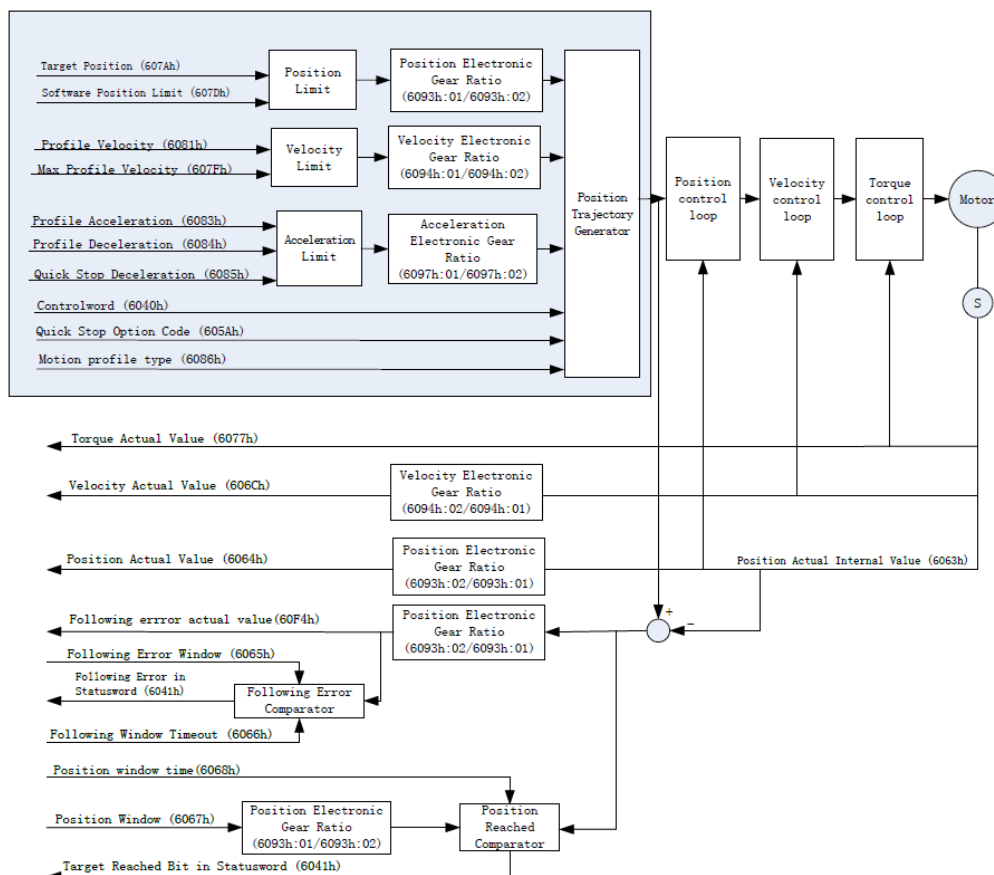 Target Position (607Ah)
Software Position Limit (607Dh)
Position
Limit
Position Electronic
Gear Ratio
(6093h:01/6093h:02)
Profile Velocity (6081h)
Max Profile Velocity (607Fh)
Velocity
Limit
Velocity Electronic
Gear Ratio
(6094h:01/6094h:02)
Profile Acceleration (6083h)
Profile Deceleration (6084h)
Quick Stop Deceleration (6085h)
Acceleration
Limit
Acceleration
Electronic Gear
Ratio
(6097h:01/6097h:02)
Controlword (6040h)
Quick Stop Option Code (605Ah)
Motion profile type (6086h)
Position
Trajectory
Generator
Position
control
loop
Velocity
control
loop
Torque
control
loop
Motor
S
Torque Actual Value (6077h)
Velocity Actual Value (606Ch)
Velocity Electronic
Gear Ratio
(6094h:02/6094h:01)
Position Actual Value (6064h)
Position Electronic
Gear Ratio
(6093h:02/6093h:01)
Position Actual Internal Value (6063h)
Following errror actual value(60F4h)
Position Electronic
Gear Ratio
(6093h:02/6093h:01)
+
−
Following Error Window (6065h)
Following Error in
Statusword (6041h)
Following Error
Comparator
Following Window Timeout (6066h)
Position window time(6068h)
Position Window (6067h)
Position Electronic
Gear Ratio
(6093h:01/6093h:02)
Position
Reached
Comparator
Target Reached Bit in Statusword (6041h)